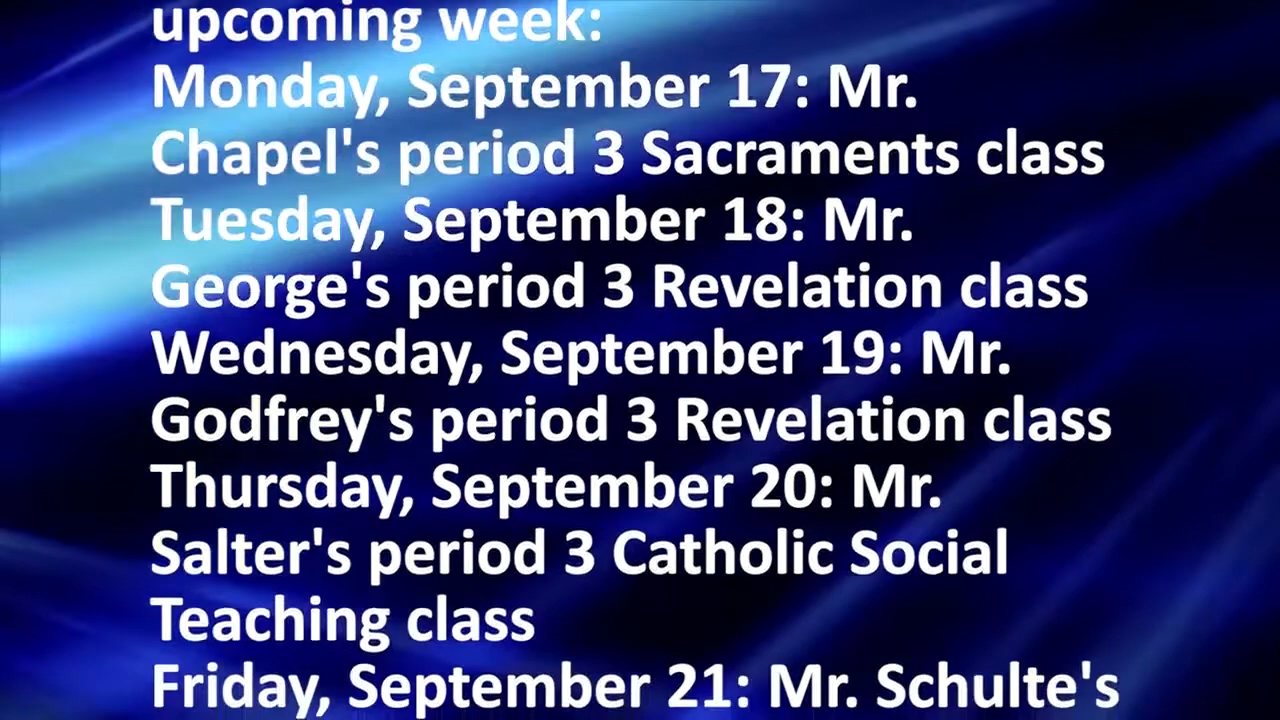 upcoming week:
Monday, September 17: Mr.
Chapel's period 3 Sacraments class
Tuesday, September 18: Mr.
George's period 3 Revelation class
Wednesday, September 19: Mr.
Godfrey's period 3 Revelation class
Thursday, September 20: Mr.
Salter's period 3 Catholic Social
Teaching class
Friday, September 21: Mr. Schulte's